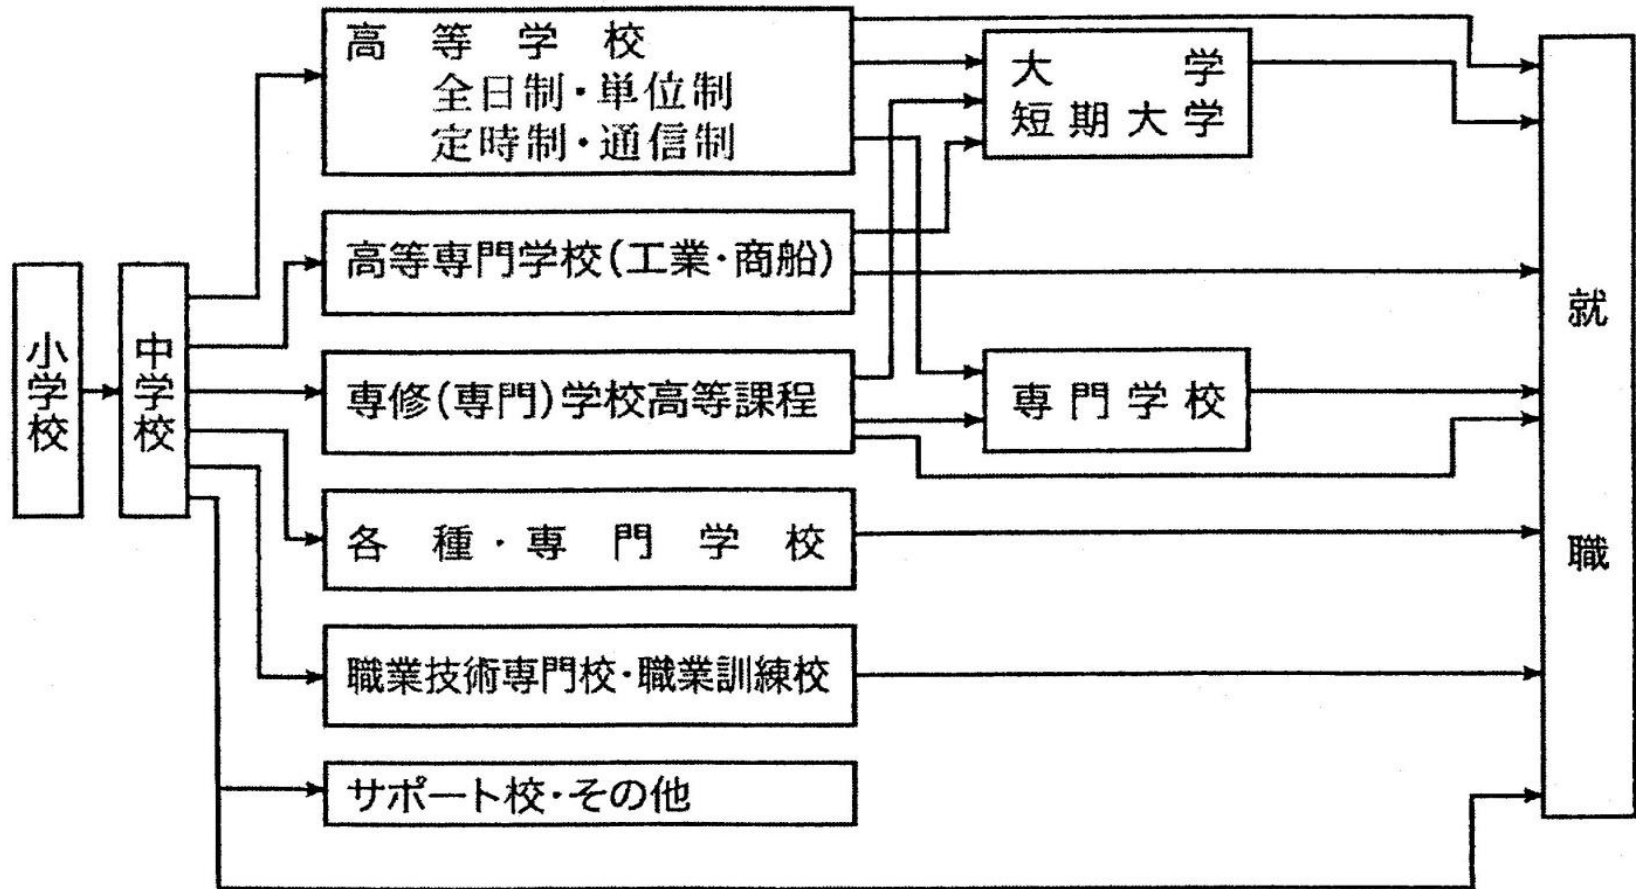 小学校
中学校
高等学校
全日制・単位制
定時制・通信制
高等専門学校(工業・商船)
専修(専門)学校高等課程
各種・専門学校
職業技術専門校・職業訓練校
サポート校・その他
大学
短期大学
専門学校
就職